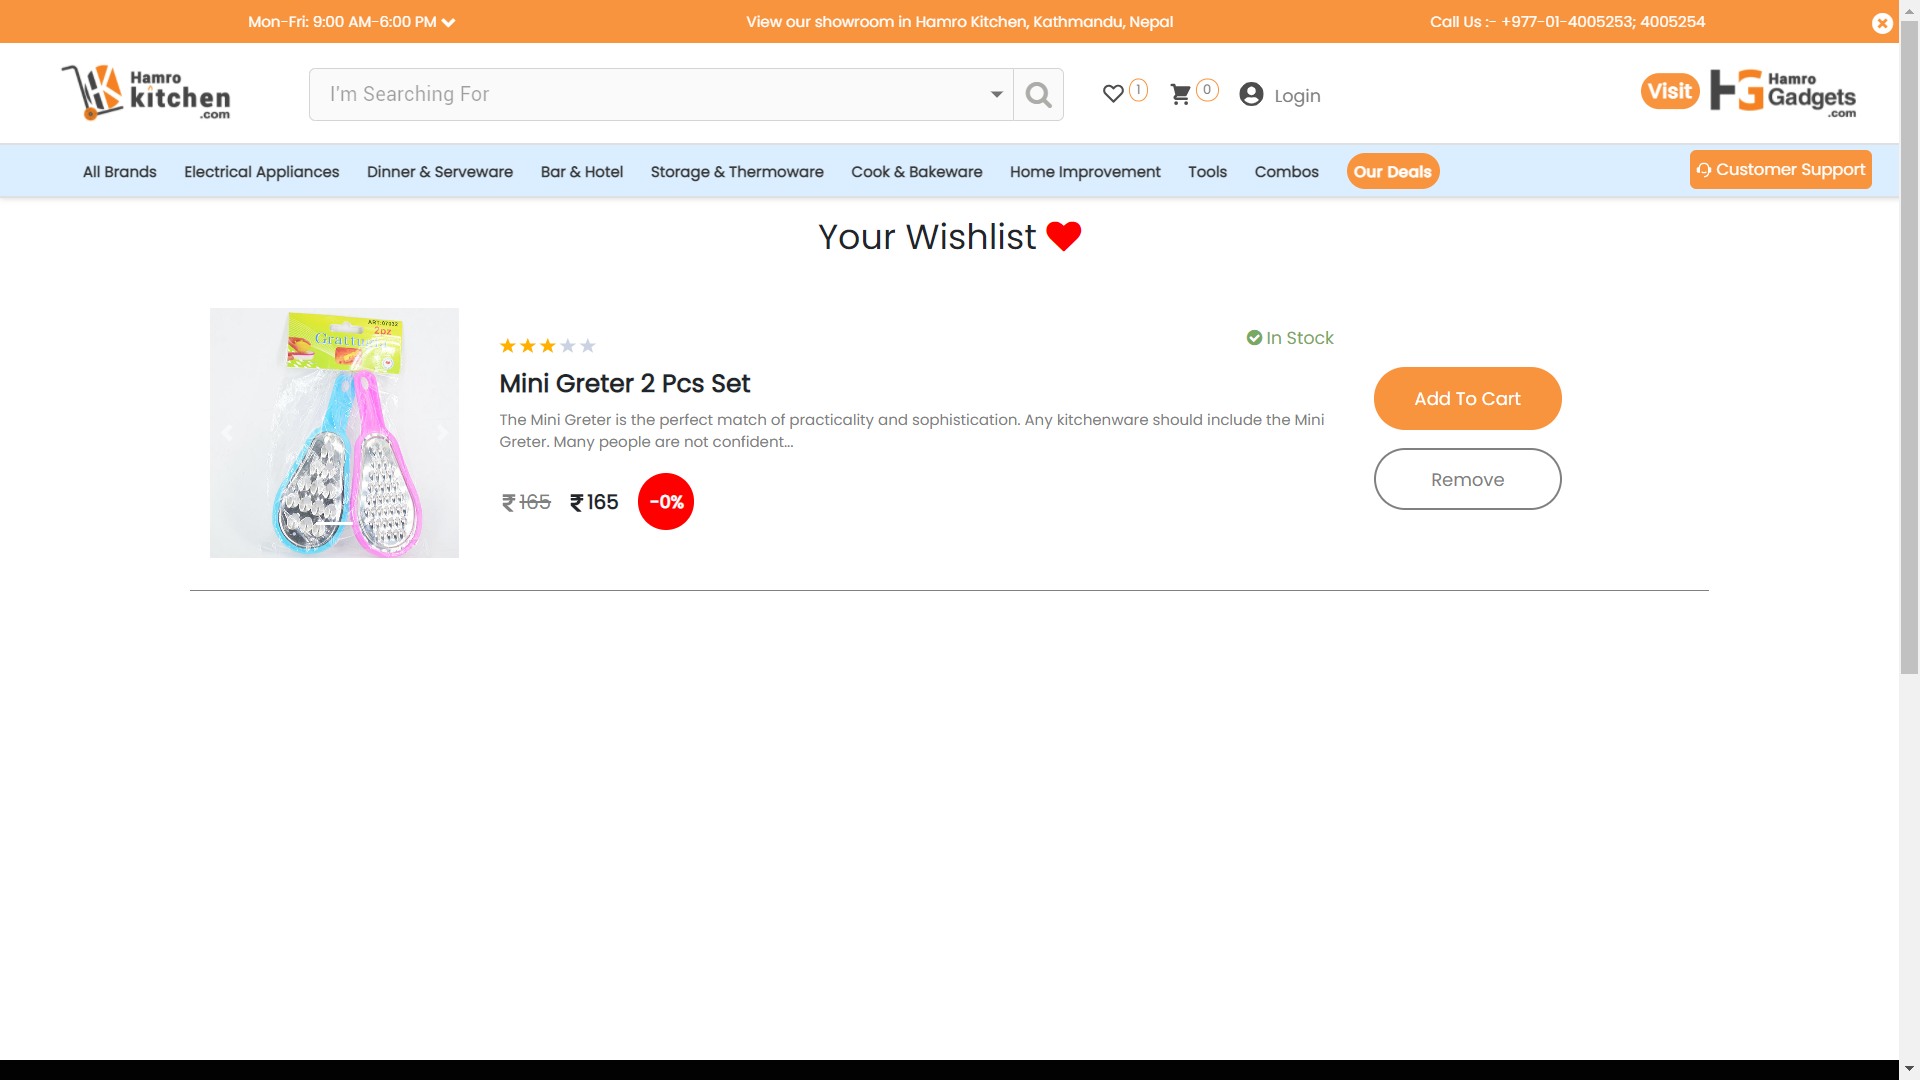 Mon-Fri: 9:00 AM-6:00 PM
View our showroom in Hamro Kitchen, Kathmandu, Nepal
Call Us :- +977-01-4005253; 4005254
Hamro
kitchen
.com
I'm Searching For
1
0
Login
Visit
Hamro
Gadgets
.com
All Brands
Electrical Appliances
Dinner & Serveware
Bar & Hotel
Storage & Thermoware
Cook & Bakeware
Home Improvement
Tools
Combos
Our Deals
Customer Support
Your Wishlist
ART:07032
2pz
In Stock
Mini Greter 2 Pcs Set
The Mini Greter is the perfect match of practicality and sophistication. Any kitchenware should include the Mini
Greter. Many people are not confident...
₹165
₹165
-0%
Add To Cart
Remove